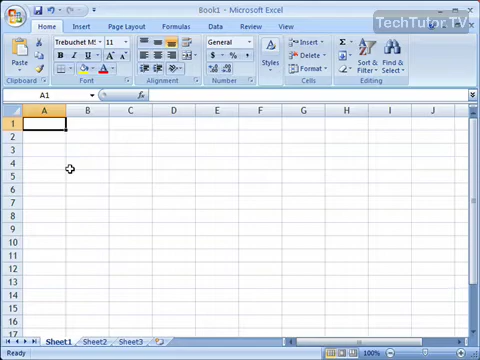 Book1 - Microsoft Excel
TechTutor.TV
Home Insert Page Layout Formulas Data Review View
Paste
Trebuchet MS 11
B I U
General
$ % ,
Styles
Insert
Delete
Format
Σ
Sort &
Filter
Find &
Select
Clipboard Font Alignment Number Cells Editing
A1 fx
A B C D E F G H I J
1
2
3
4
5
6
7
8
9
10
11
12
13
14
15
16
17
Sheet1 Sheet2 Sheet3
Ready 100%